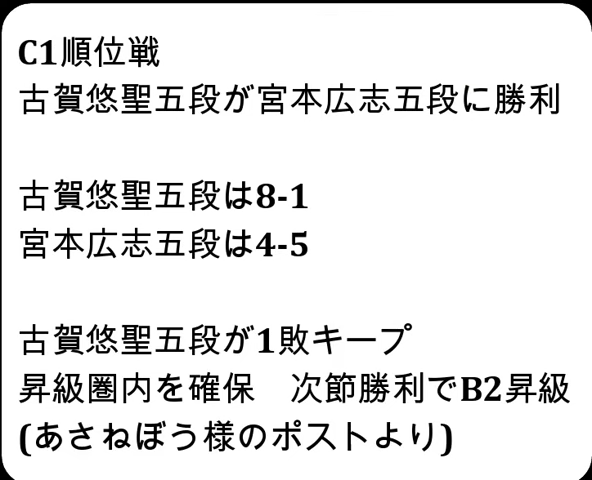 C1順位戦
古賀悠聖五段が宮本広志五段に勝利
古賀悠聖五段は8-1
宮本広志五段は4-5
古賀悠聖五段が1敗キープ
昇級圏内を確保　次節勝利でB2昇級
(あさねぼう様のポストより)